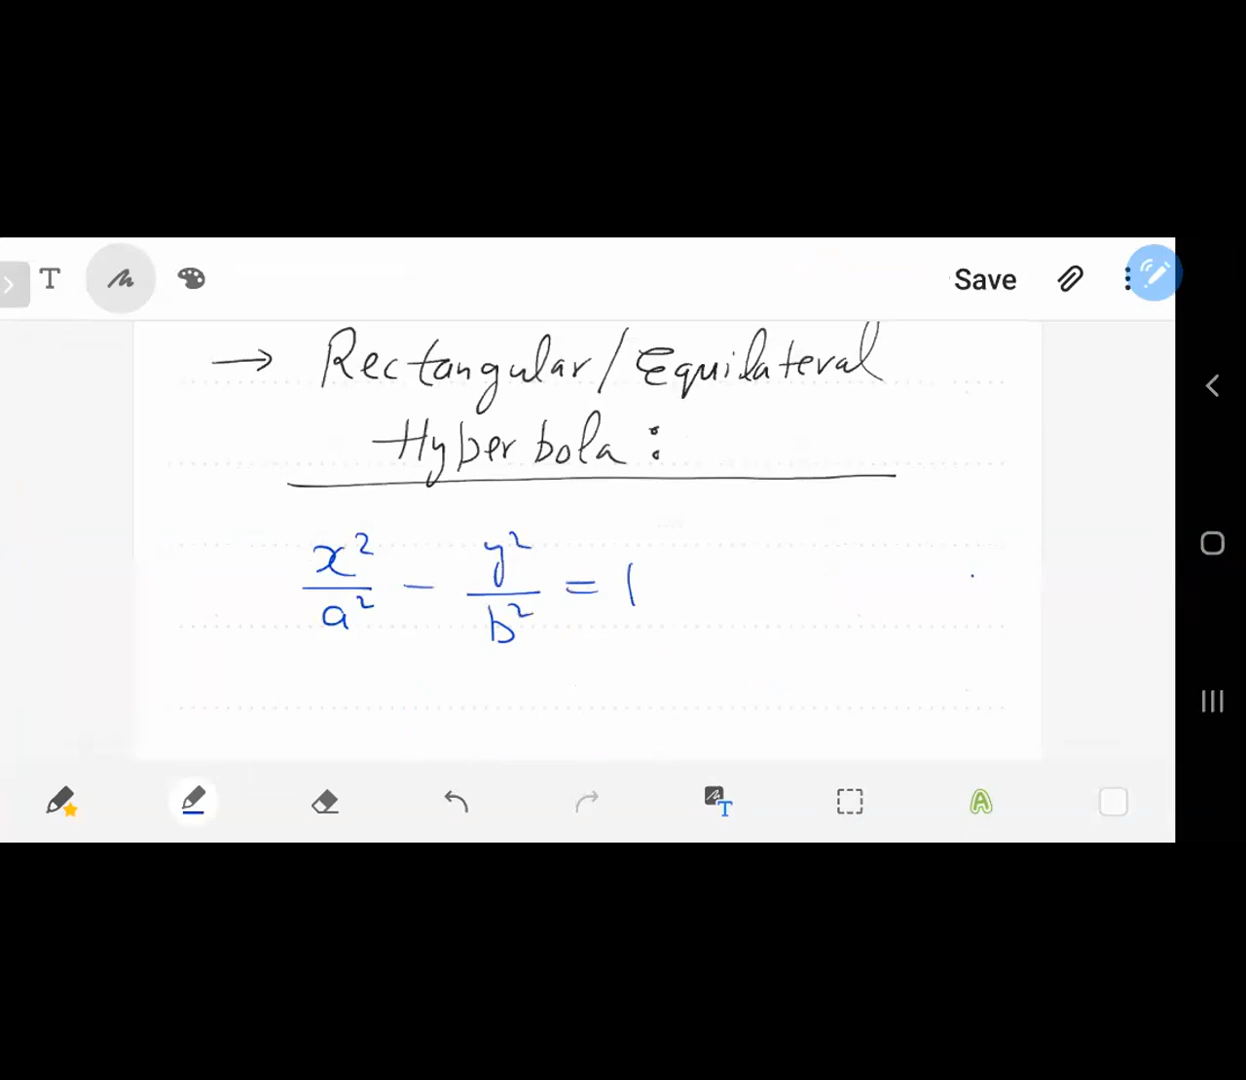 T
Save
→ Rectangular/Equilateral
Hyperbola:
x²/a² - y²/b² = 1
T
A